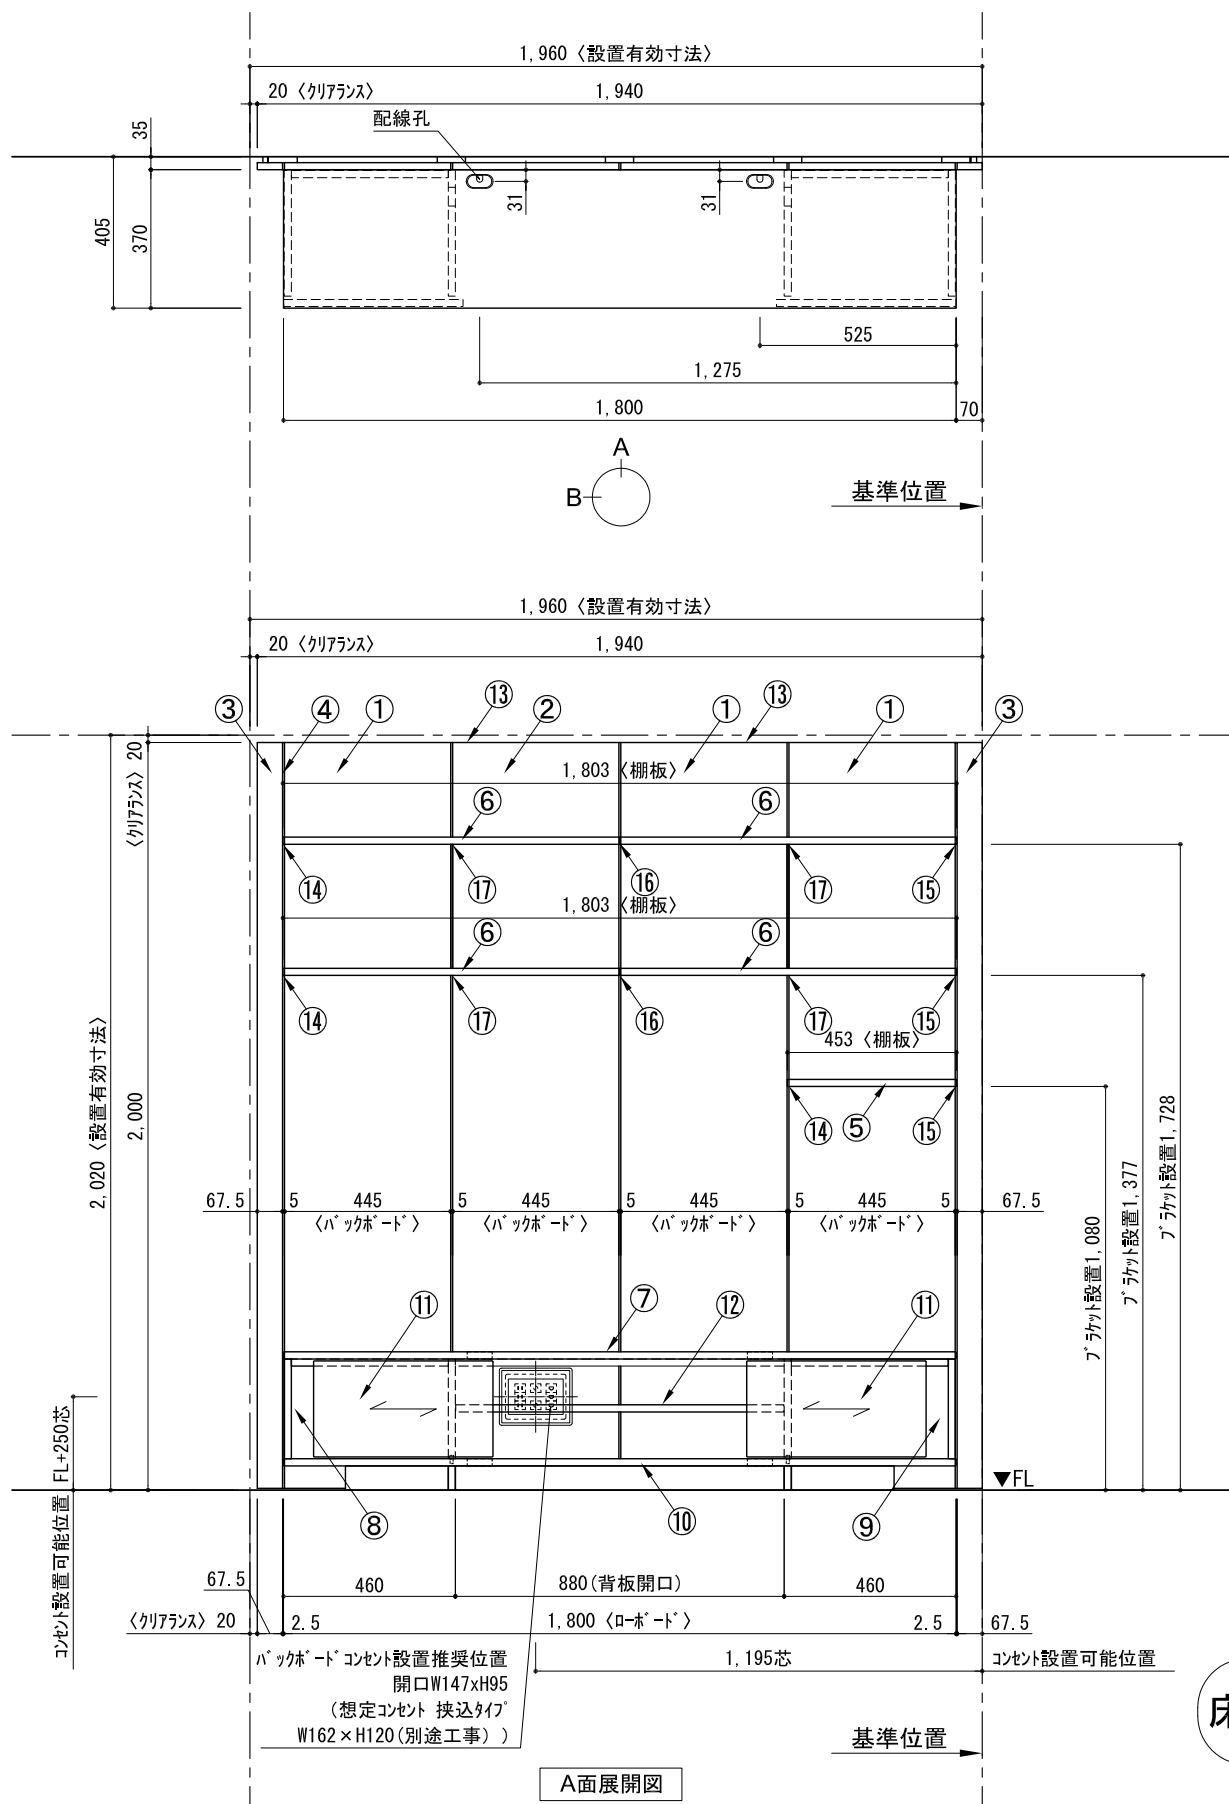 1,960〈設置有効寸法〉
20〈クリアランス〉
1,940
配線孔
35
405
370
31
31
525
1,275
1,800
70
A
B
基準位置
1,960〈設置有効寸法〉
20〈クリアランス〉
1,940
③
④
①
⑬
②
①
⑬
①
③
〈クリアランス〉20
1,803〈棚板〉
⑥
⑥
⑭
⑰
⑯
⑰
⑮
1,803〈棚板〉
⑥
⑥
⑭
⑰
⑯
⑰
⑮
453〈棚板〉
⑭
⑤
⑮
2,020〈設置有効寸法〉
2,000
ブラケット設置1,080
ブラケット設置1,377
ブラケット設置1,728
67.5
5
445
5
445
5
445
5
445
5
67.5
〈バックボード〉
〈バックボード〉
〈バックボード〉
〈バックボード〉
⑪
⑦
⑫
⑪
コンセント設置可能位置 FL+250芯
▼FL
⑧
⑩
⑨
67.5
460
880(背板開口)
460
〈クリアランス〉20
2.5
1,800〈ローボード〉
2.5
67.5
バックボードコンセント設置推奨位置
1,195芯
コンセント設置可能位置
開口W147xH95
(想定コンセント 挟込タイプ
W162×H120(別途工事))
基準位置
床
A面展開図